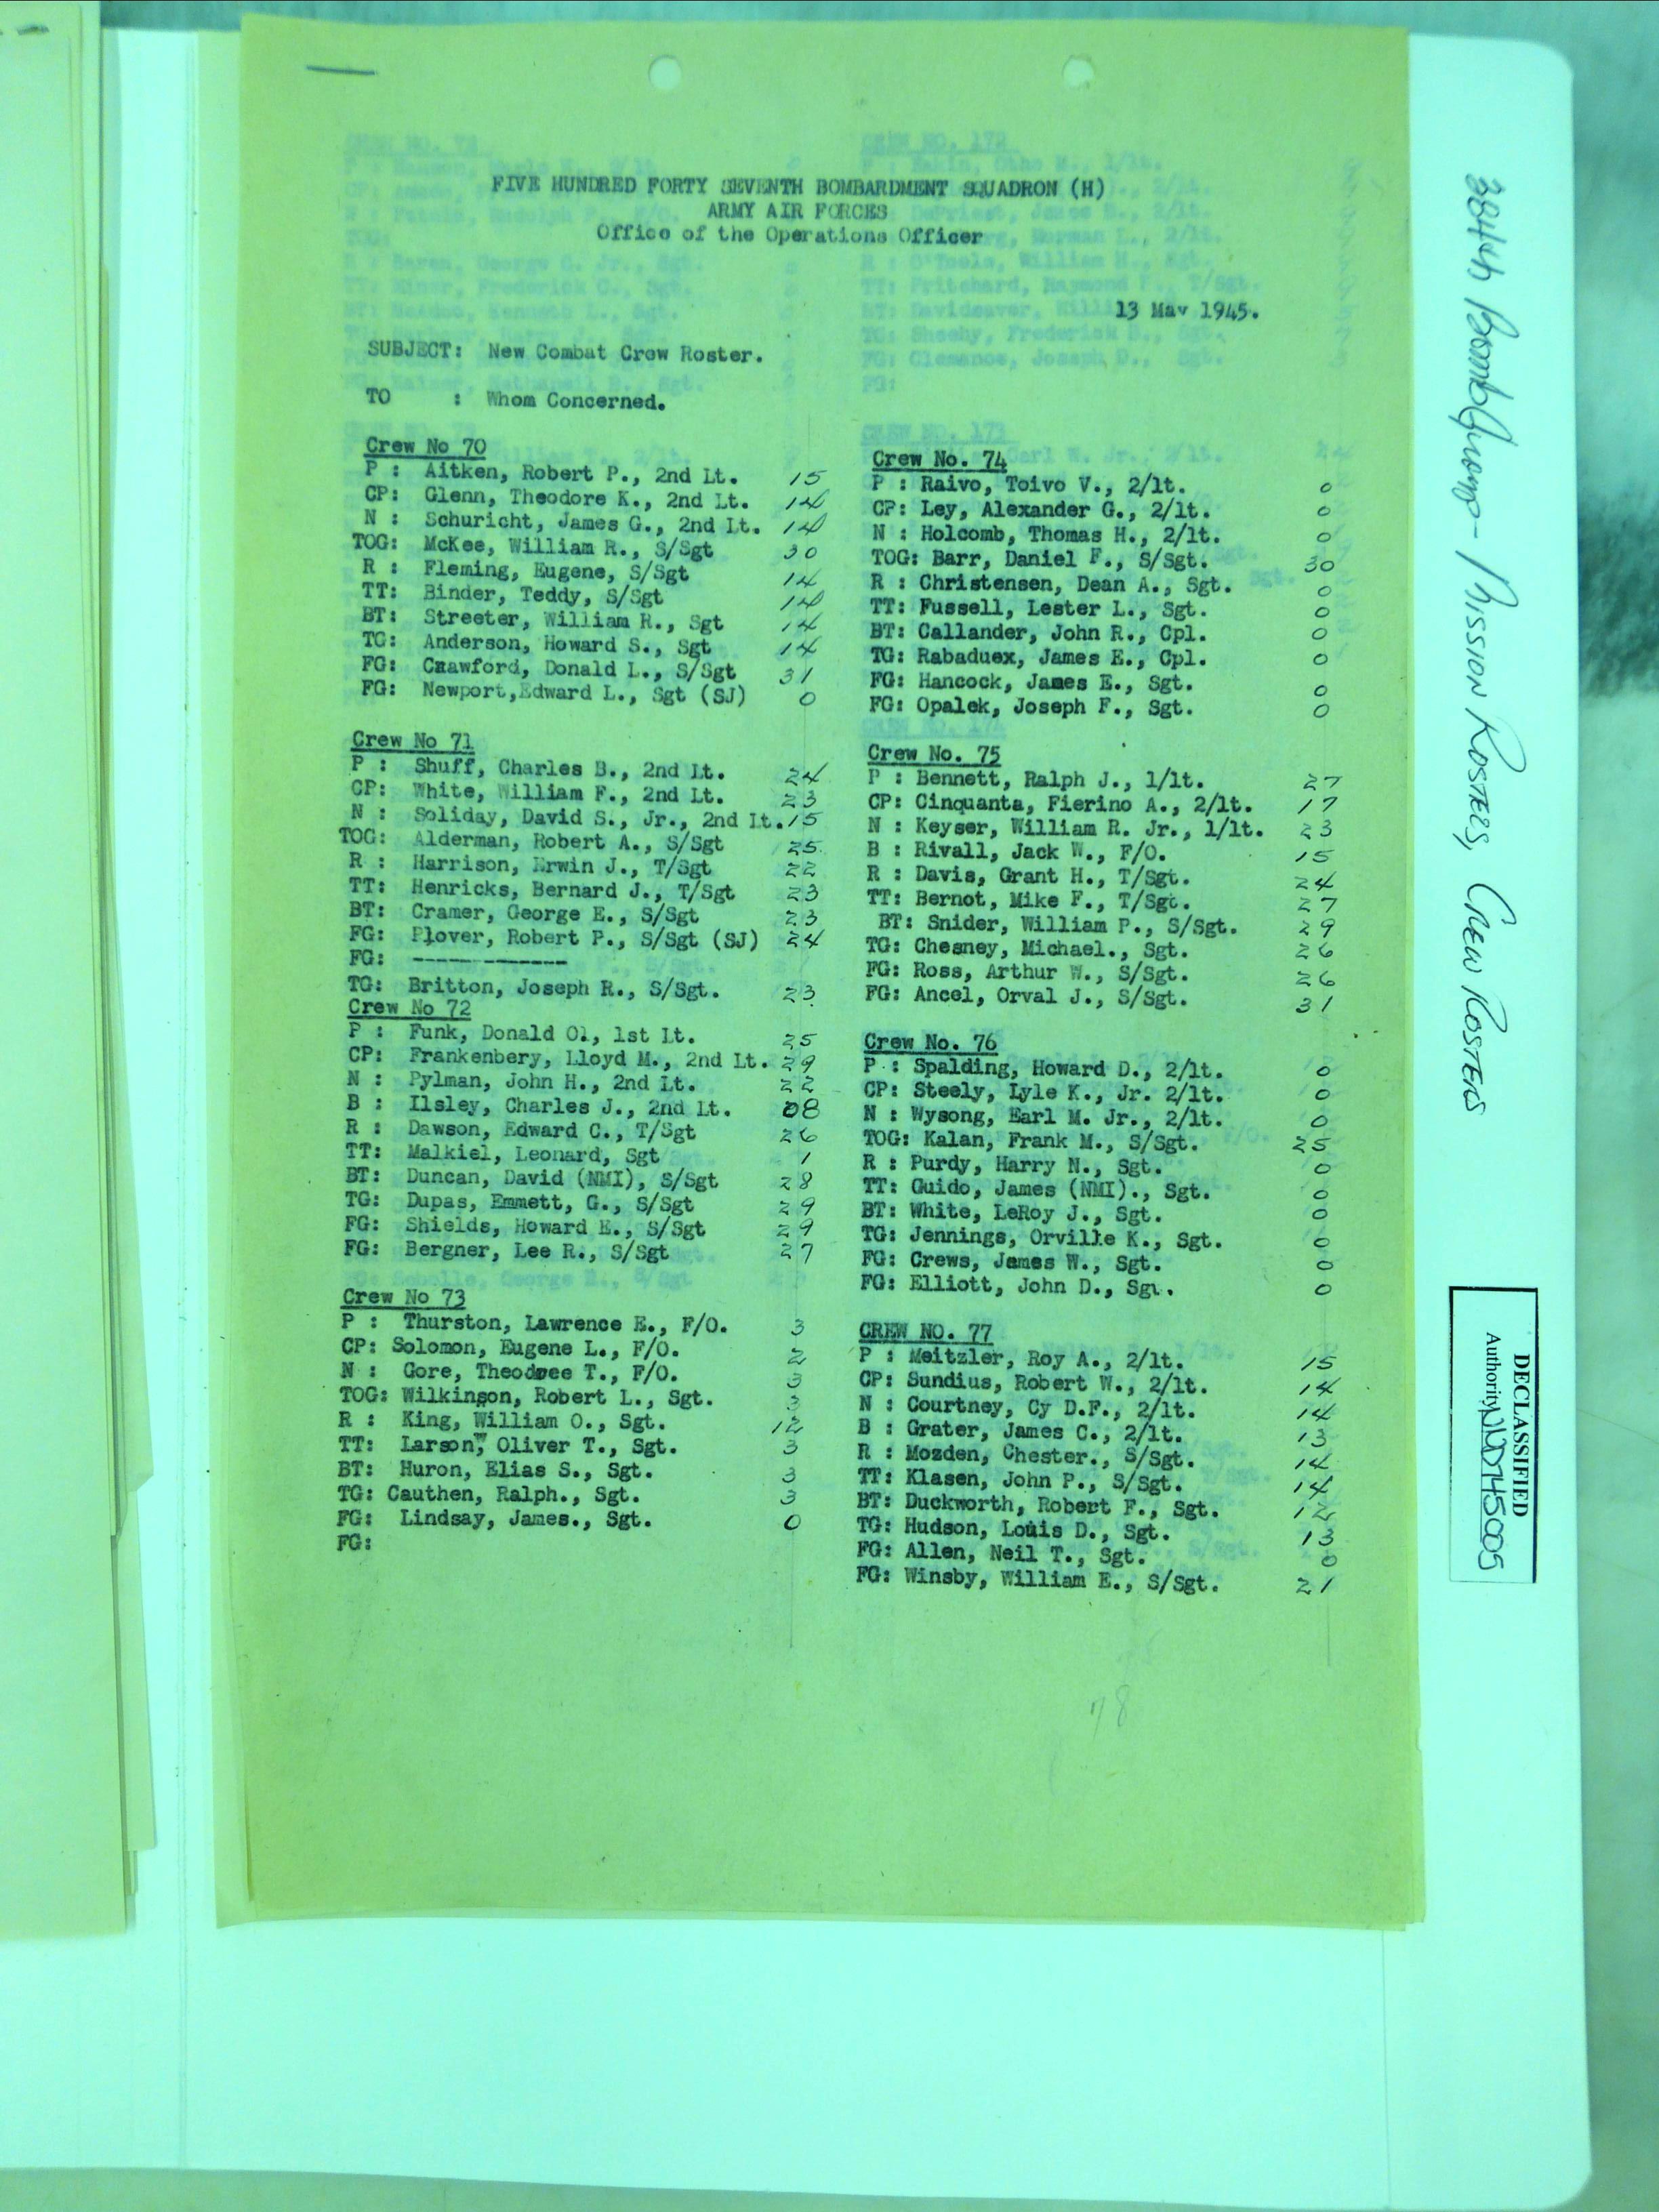 FIVE HUNDRED FORTY SEVENTH BOMBARDMENT SQUADRON (H)
ARMY AIR FORCES
Office of the Operations Officer
13 May 1945.
SUBJECT: New Combat Crew Roster.
TO : Whom Concerned.
Crew No 70
P : Aitken, Robert P., 2nd Lt. 15
CP: Glenn, Theodore K., 2nd Lt. 14
N : Schuricht, James G., 2nd Lt. 14
TOG: McKee, William R., S/Sgt 30
R : Fleming, Eugene, S/Sgt 14
TT: Binder, Teddy, S/Sgt 14
BT: Streeter, William R., Sgt 14
TG: Anderson, Howard S., Sgt 14
FG: Crawford, Donald L., S/Sgt 31
FG: Newport,Edward L., Sgt (SJ) 0
Crew No 71
P : Shuff, Charles B., 2nd Lt. 24
CP: White, William F., 2nd Lt. 23
N : Soliday, David S., Jr., 2nd Lt. 15
TOG: Alderman, Robert A., S/Sgt 25
R : Harrison, Erwin J., T/Sgt 22
TT: Henricks, Bernard J., T/Sgt 23
BT: Cramer, George E., S/Sgt 23
FG: Plover, Robert P., S/Sgt (SJ) 24
FG: ------------
TG: Britton, Joseph R., S/Sgt. 23
Crew No 72
P : Funk, Donald Ol, 1st Lt. 25
CP: Frankenbery, Lloyd M., 2nd Lt. 29
N : Pylman, John H., 2nd Lt. 22
B : Ilsley, Charles J., 2nd Lt. 08
R : Dawson, Edward C., T/Sgt 26
TT: Malkiel, Leonard, Sgt 1
BT: Duncan, David (NMI), S/Sgt 28
TG: Dupas, Emmett, G., S/Sgt 29
FG: Shields, Howard E., S/Sgt 29
FG: Bergner, Lee R., S/Sgt 27
Crew No 73
P : Thurston, Lawrence E., F/O. 3
CP: Solomon, Eugene L., F/O. 2
N : Gore, Theodwee T., F/O. 3
TOG: Wilkinson, Robert L., Sgt. 3
R : King, William O., Sgt. 12
TT: Larson, Oliver T., Sgt. 3
BT: Huron, Elias S., Sgt. 3
TG: Cauthen, Ralph., Sgt. 3
FG: Lindsay, James., Sgt. 0
FG:
Crew No. 74
P : Raivo, Toivo V., 2/lt. 0
CP: Ley, Alexander G., 2/lt. 0
N : Holcomb, Thomas H., 2/lt. 0
TOG: Barr, Daniel F., S/Sgt. 30
R : Christensen, Dean A., Sgt. 0
TT: Fussell, Lester L., Sgt. 0
BT: Callander, John R., Cpl. 0
TG: Rabaduex, James E., Cpl. 0
FG: Hancock, James E., Sgt. 0
FG: Opalek, Joseph F., Sgt. 0
Crew No. 75
P : Bennett, Ralph J., 1/lt. 27
CP: Cinquanta, Fierino A., 2/lt. 17
N : Keyser, William R. Jr., 1/lt. 23
B : Rivall, Jack W., F/O. 15
R : Davis, Grant H., T/Sgt. 24
TT: Bernot, Mike F., T/Sgt. 27
BT: Snider, William P., S/Sgt. 29
TG: Chesney, Michael., Sgt. 26
FG: Ross, Arthur W., S/Sgt. 26
FG: Ancel, Orval J., S/Sgt. 31
Crew No. 76
P : Spalding, Howard D., 2/lt. 0
CP: Steely, Lyle K., Jr. 2/lt. 0
N : Wysong, Earl M. Jr., 2/lt. 0
TOG: Kalan, Frank M., S/Sgt. 25
R : Purdy, Harry N., Sgt. 0
TT: Guido, James (NMI)., Sgt. 0
BT: White, LeRoy J., Sgt. 0
TG: Jennings, Orville K., Sgt. 0
FG: Crews, James W., Sgt. 0
FG: Elliott, John D., Sgt. 0
CREW NO. 77
P : Meitzler, Roy A., 2/lt. 15
CP: Sundius, Robert W., 2/lt. 14
N : Courtney, Cy D.F., 2/lt. 14
B : Grater, James C., 2/lt. 13
R : Mozden, Chester., S/Sgt. 14
TT: Klasen, John P., S/Sgt. 14
BT: Duckworth, Robert F., Sgt. 12
TG: Hudson, Louis D., Sgt. 13
FG: Allen, Neil T., Sgt. 0
FG: Winsby, William E., S/Sgt. 21
78
384th Bomb Group - Mission Rosters, Crew Rosters
DECLASSIFIED
Authority NND745005